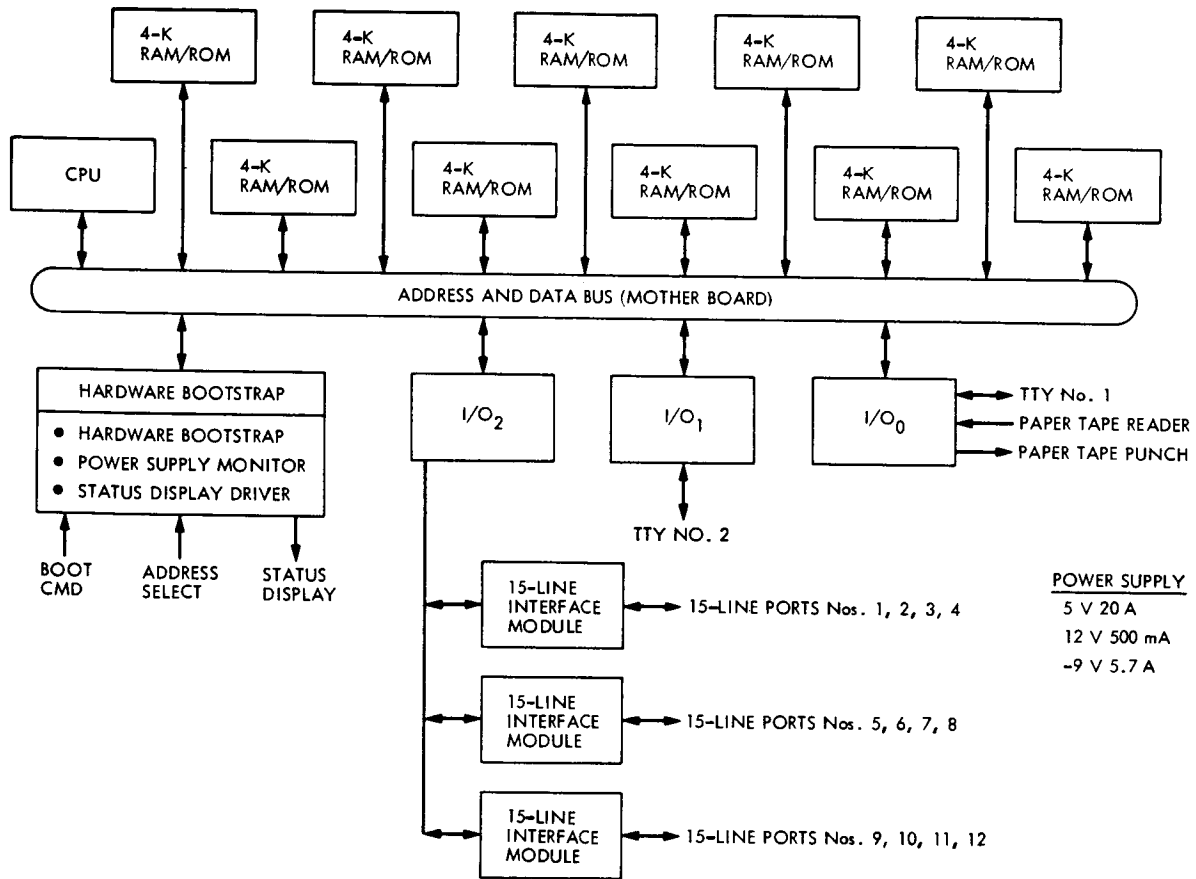 4-K
RAM/ROM
4-K
RAM/ROM
4-K
RAM/ROM
4-K
RAM/ROM
4-K
RAM/ROM
CPU
4-K
RAM/ROM
4-K
RAM/ROM
4-K
RAM/ROM
4-K
RAM/ROM
4-K
RAM/ROM
ADDRESS AND DATA BUS (MOTHER BOARD)
HARDWARE BOOTSTRAP
• HARDWARE BOOTSTRAP
• POWER SUPPLY MONITOR
• STATUS DISPLAY DRIVER
BOOT
CMD
ADDRESS
SELECT
STATUS
DISPLAY
I/O2
I/O1
TTY NO. 2
I/O0
TTY No. 1
PAPER TAPE READER
PAPER TAPE PUNCH
15-LINE
INTERFACE
MODULE
15-LINE PORTS Nos. 1, 2, 3, 4
15-LINE
INTERFACE
MODULE
15-LINE PORTS Nos. 5, 6, 7, 8
15-LINE
INTERFACE
MODULE
15-LINE PORTS Nos. 9, 10, 11, 12
POWER SUPPLY
5 V 20 A
12 V 500 mA
-9 V 5.7 A